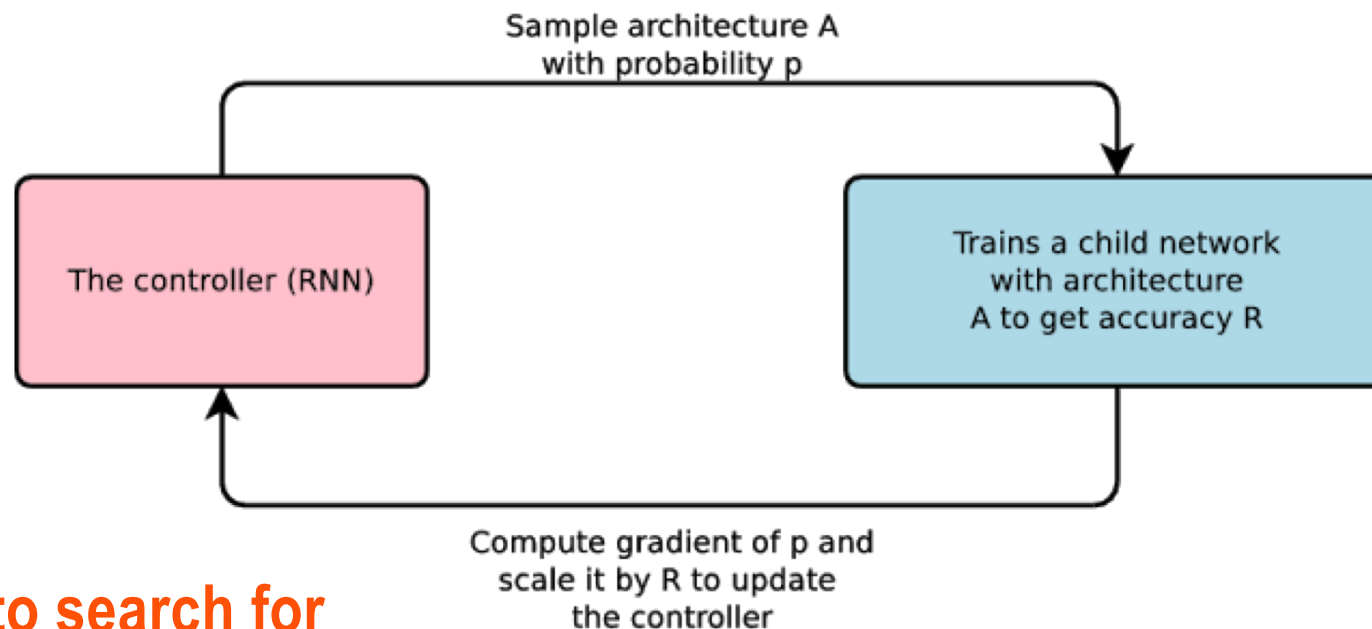 Sample architecture A
with probability p
The controller (RNN)
Trains a child network
with architecture
A to get accuracy R
Compute gradient of p and
scale it by R to update
the controller
to search for